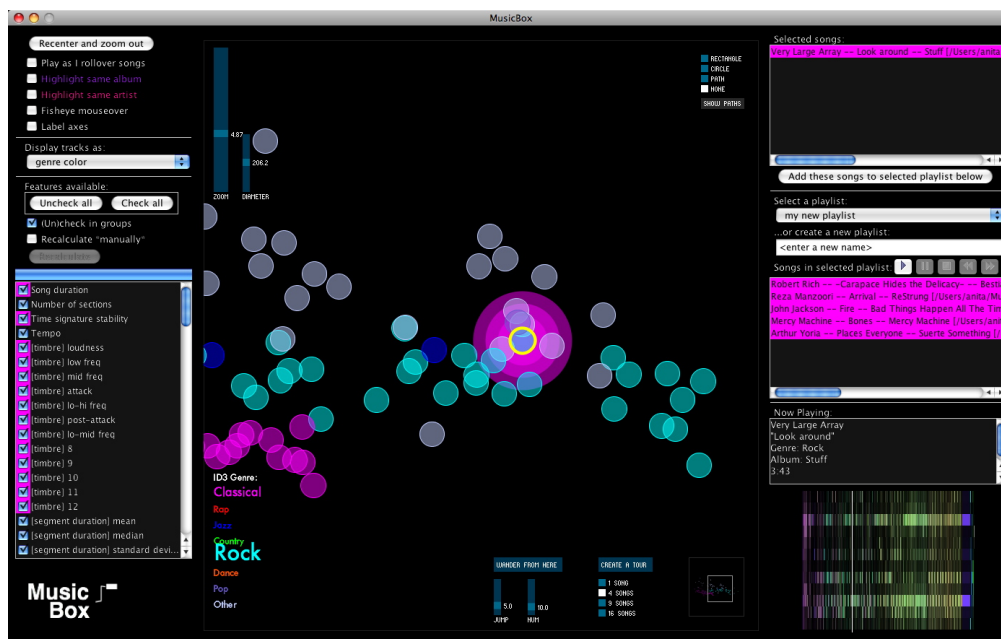 MusicBox
Recenter and zoom out
Play as I rollover songs
Highlight same album
Highlight same artist
Fisheye mouseover
Label axes
Display tracks as:
genre color
Features available:
Uncheck all
Check all
(Un)check in groups
Recalculate "manually"
Recalculate
Song duration
Number of sections
Time signature stability
Tempo
[timbre] loudness
[timbre] low freq
[timbre] mid freq
[timbre] attack
[timbre] lo-hi freq
[timbre] post-attack
[timbre] lo-mid freq
[timbre] 8
[timbre] 9
[timbre] 10
[timbre] 11
[timbre] 12
[segment duration] mean
[segment duration] median
[segment duration] standard devi...
Music
Box
4.87
206.2
ZOOM
DIAMETER
RECTANGLE
CIRCLE
PATH
NONE
SHOW PATHS
ID3 Genre:
Classical
Rap
Jazz
Country
Rock
Dance
Pop
Other
WANDER FROM HERE
5.0
10.0
JUMP
NUM
CREATE A TOUR
1 SONG
4 SONGS
9 SONGS
16 SONGS
Selected songs:
Very Large Array -- Look around -- Stuff [/Users/anita
Add these songs to selected playlist below
Select a playlist:
my new playlist
...or create a new playlist:
<enter a new name>
Songs in selected playlist:
Robert Rich -- ~Carapace Hides the Delicacy~ -- Besti
Reza Manzoori -- Arrival -- ReStrung [/Users/anita/Mu
John Jackson -- Fire -- Bad Things Happen All The Tim
Mercy Machine -- Bones -- Mercy Machine [/Users/ani
Arthur Yoria -- Places Everyone -- Suerte Something [/
Now Playing:
Very Large Array
"Look around"
Genre: Rock
Album: Stuff
3:43